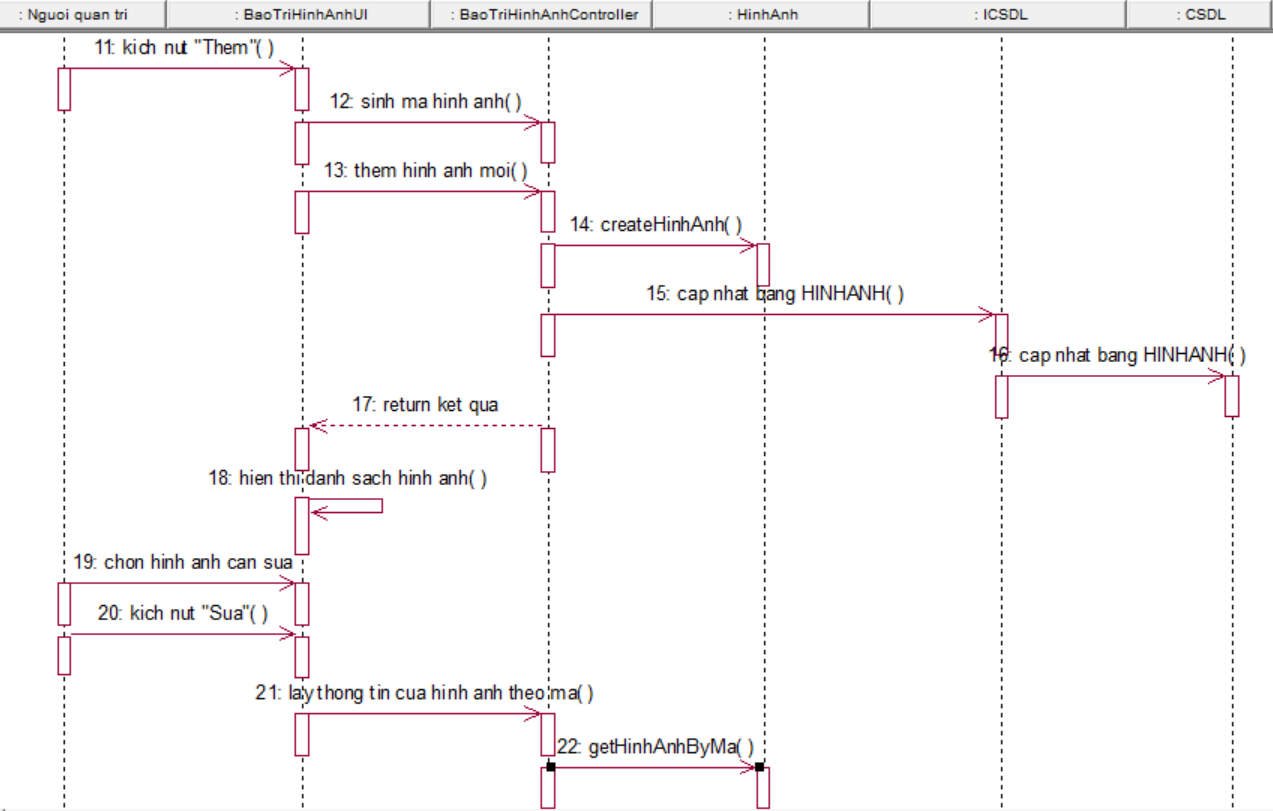 : Nguoi quan tri
: BaoTriHinhAnhUI
: BaoTriHinhAnhController
: HinhAnh
: ICSDL
: CSDL
11: kich nut "Them"( )
12: sinh ma hinh anh( )
13: them hinh anh moi( )
14: createHinhAnh( )
15: cap nhat bang HINHANH( )
16: cap nhat bang HINHANH( )
17: return ket qua
18: hien thi danh sach hinh anh( )
19: chon hinh anh can sua
20: kich nut "Sua"( )
21: lay thong tin cua hinh anh theo ma( )
22: getHinhAnhByMa( )